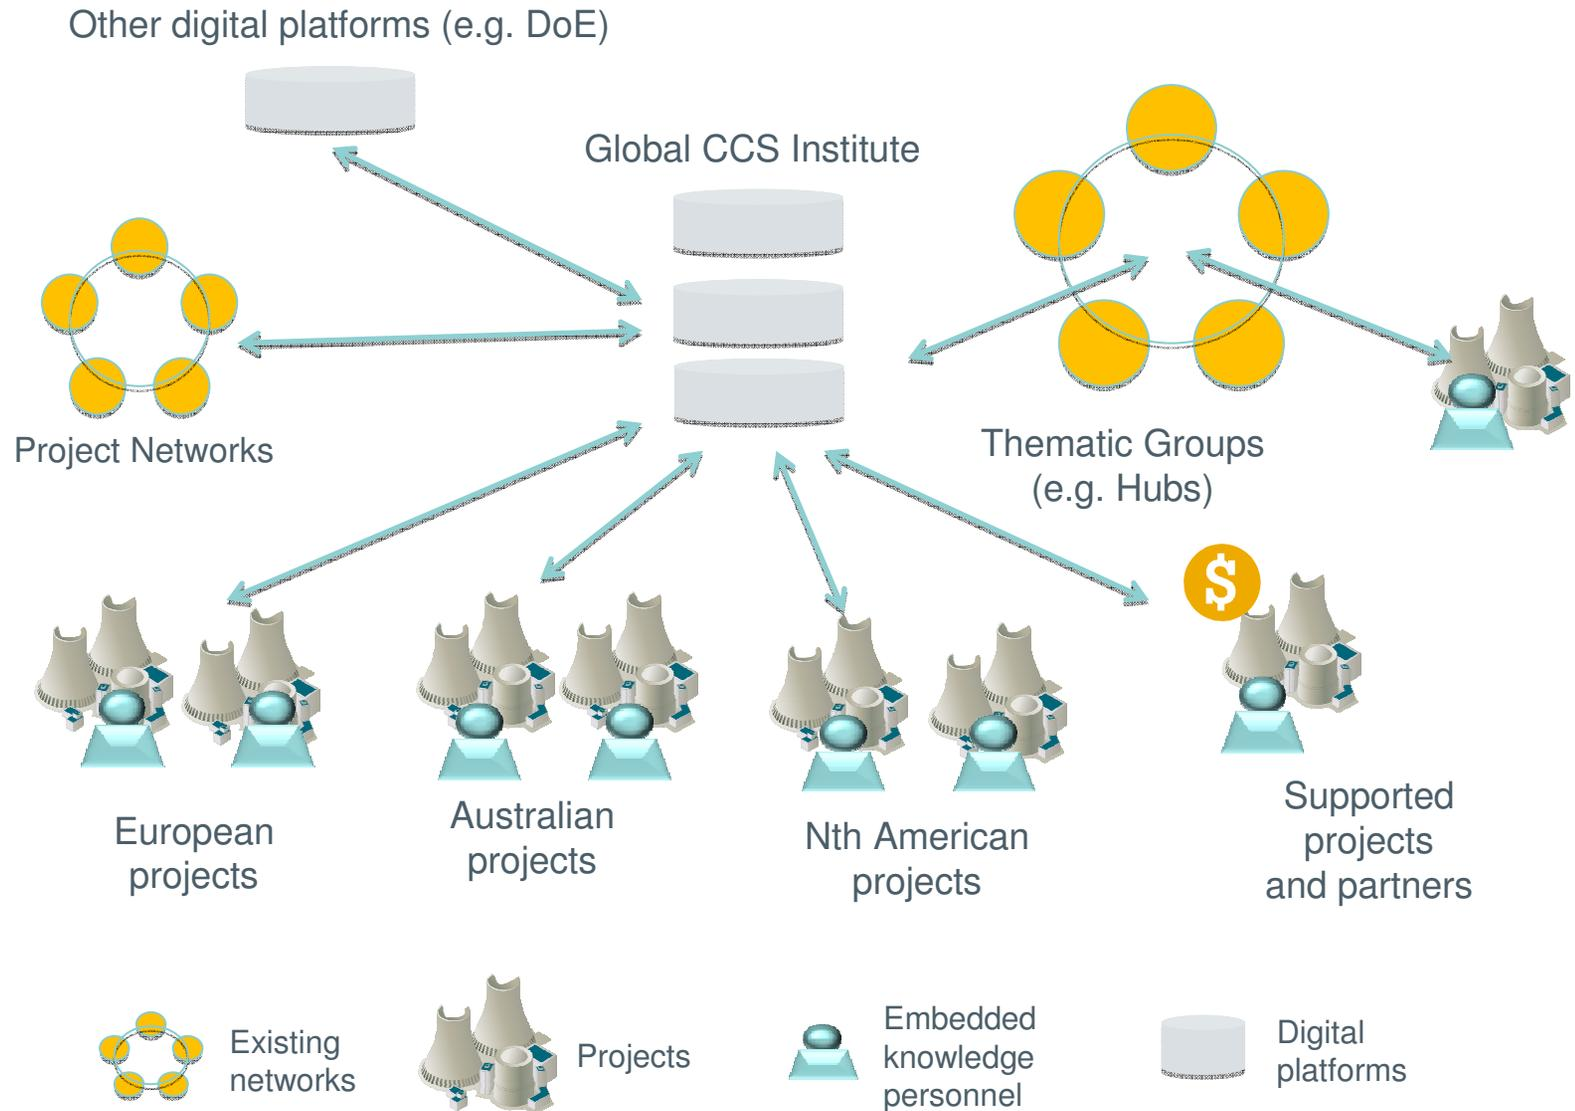 Other digital platforms (e.g. DoE)
Global CCS Institute
Project Networks
Thematic Groups
(e.g. Hubs)
$
European
projects
Australian
projects
Nth American
projects
Supported
projects
and partners
Existing
networks
Projects
Embedded
knowledge
personnel
Digital
platforms